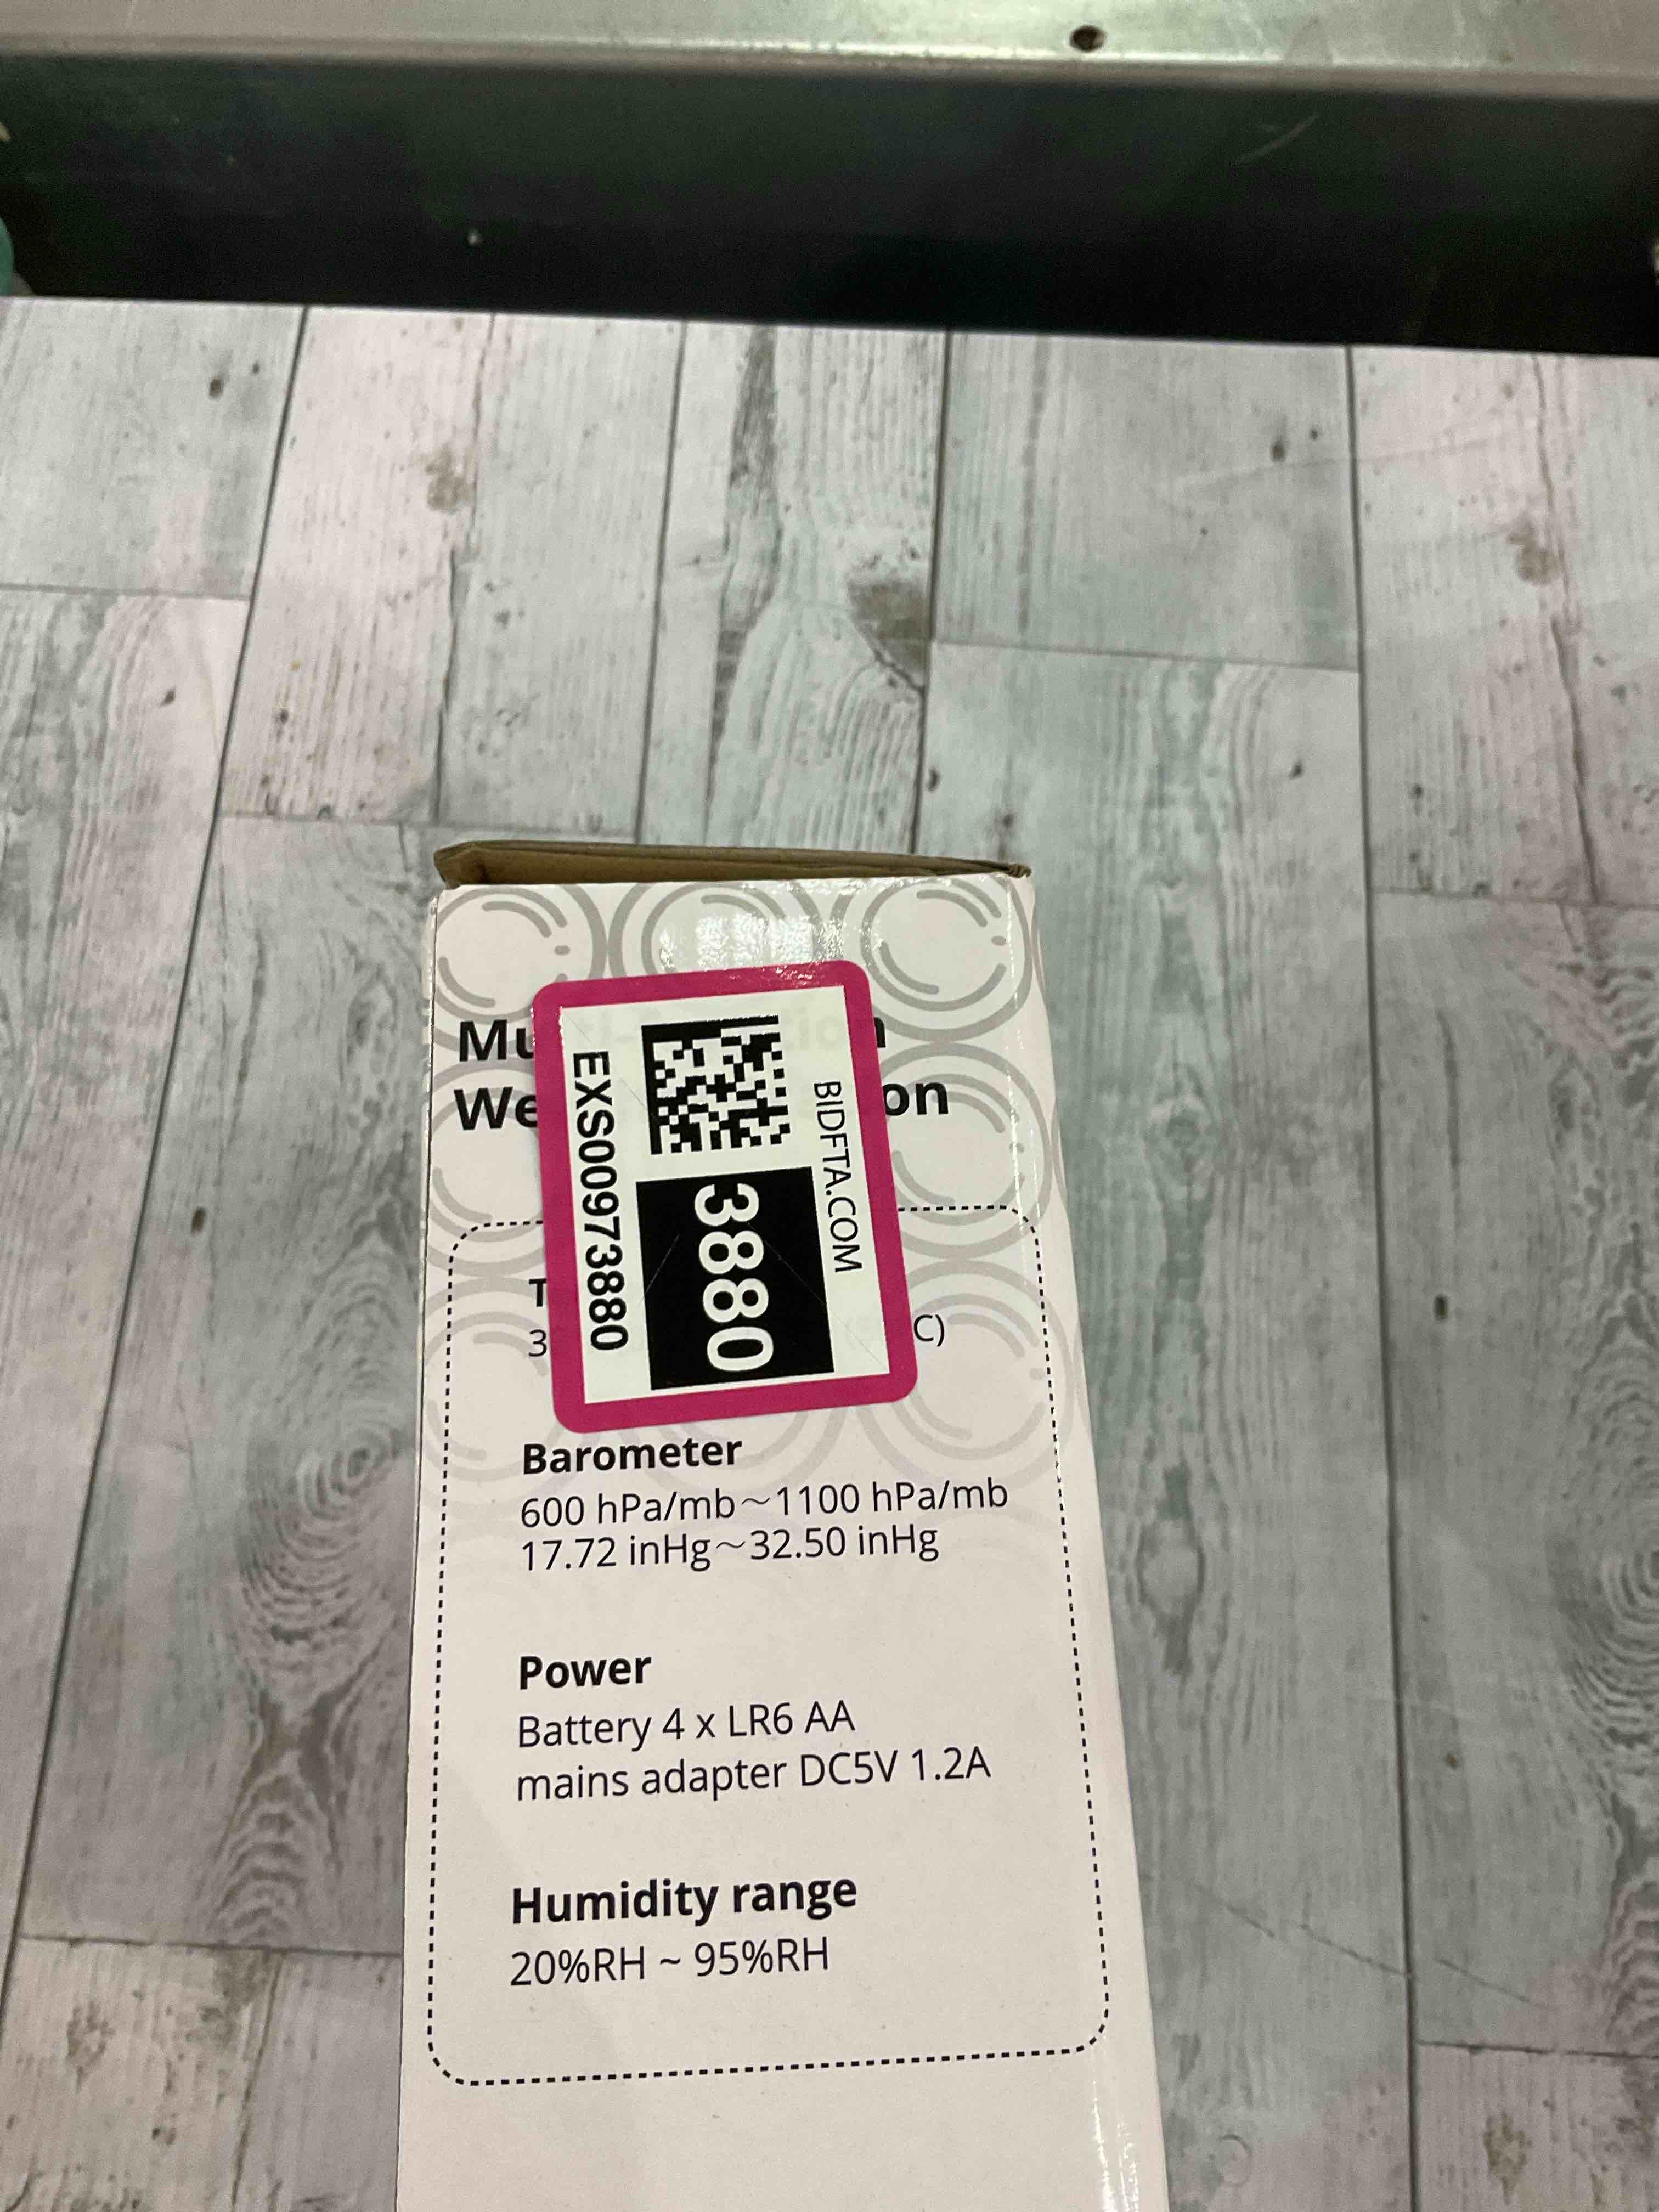 BIDFTA.COM
3880
EXS00973880
Barometer
600 hPa/mb～1100 hPa/mb
17.72 inHg～32.50 inHg
Power
Battery 4 x LR6 AA
mains adapter DC5V 1.2A
Humidity range
20%RH ~ 95%RH